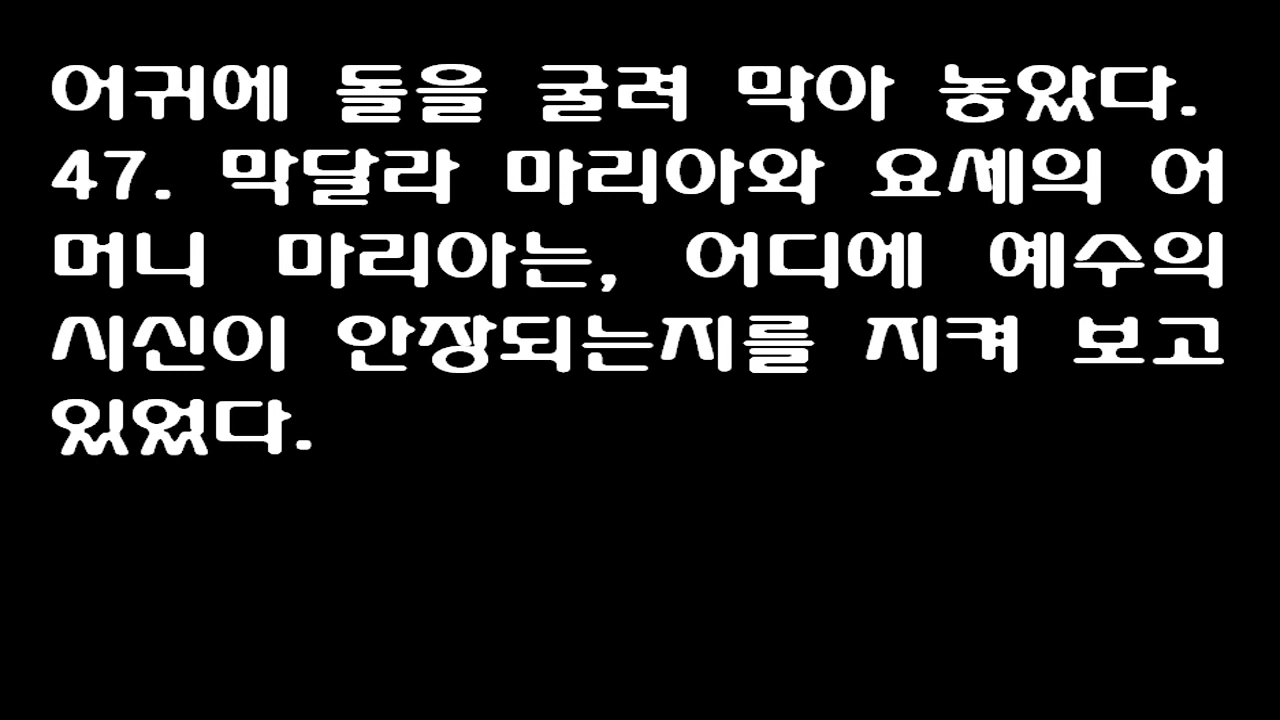 어귀에 돌을 굴려 막아 놓았다.
47. 막달라 마리아와 요세의 어
머니 마리아는, 어디에 예수의
시신이 안장되는지를 지켜 보고
있었다.